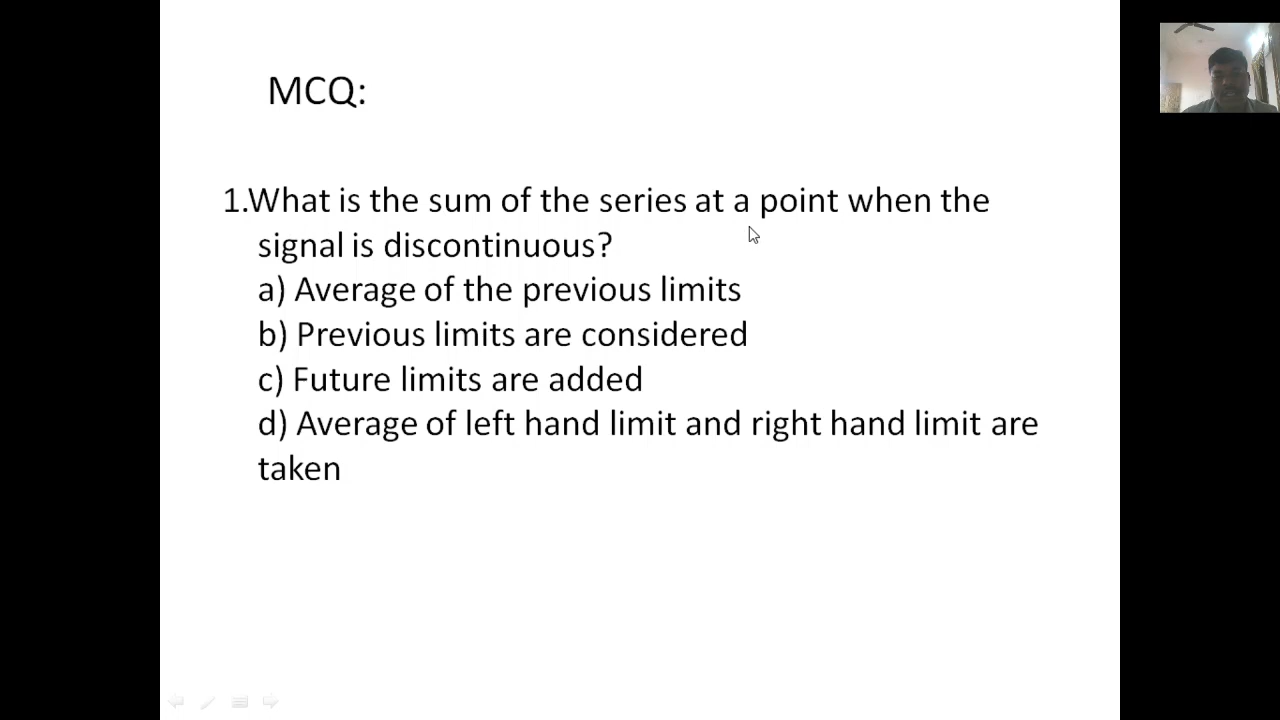 MCQ:
1.What is the sum of the series at a point when the
signal is discontinuous?
a) Average of the previous limits
b) Previous limits are considered
c) Future limits are added
d) Average of left hand limit and right hand limit are
taken